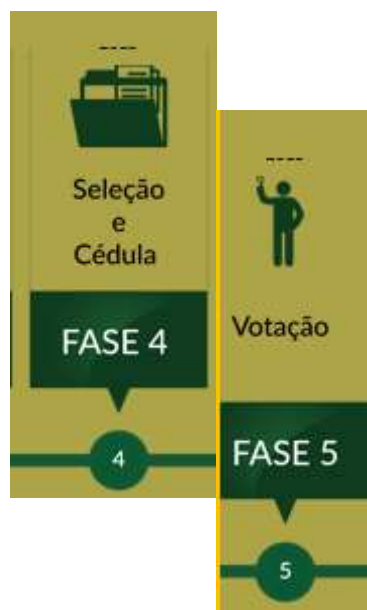 ----
Seleção
e
Cédula
FASE 4
4
----
Votação
FASE 5
5